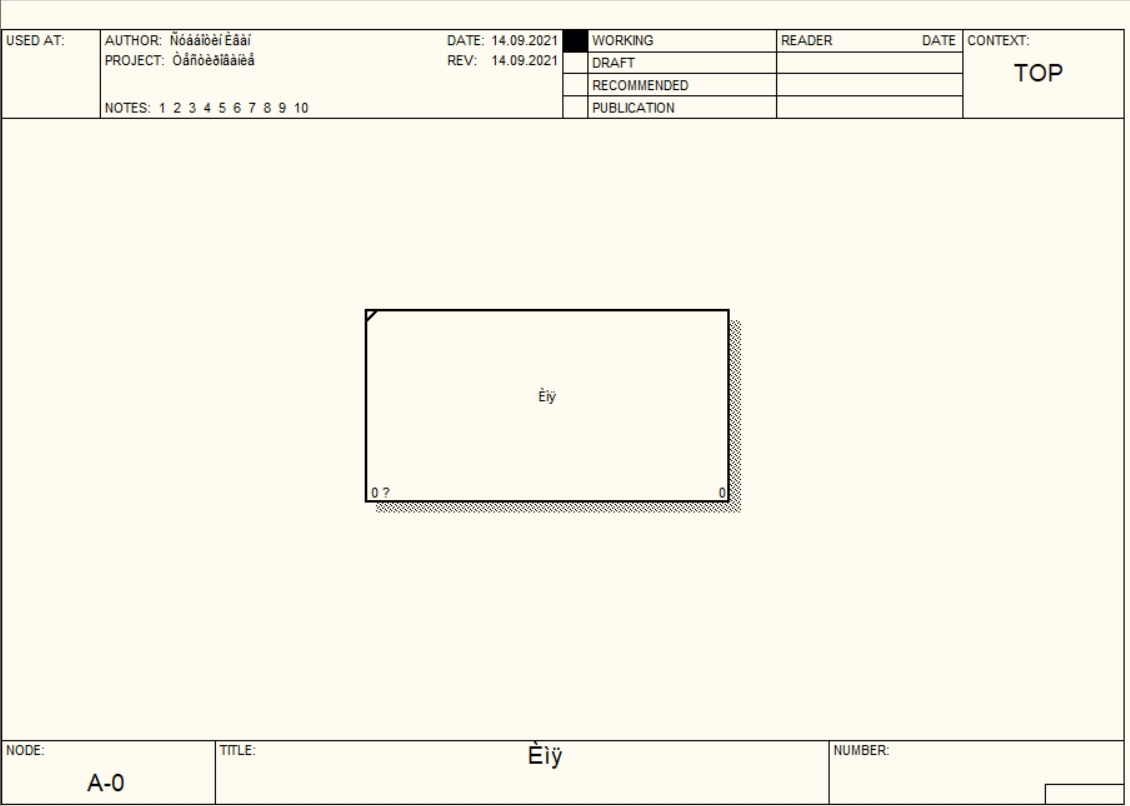 USED AT:
AUTHOR: Ñóááîòèí Èâàí
DATE: 14.09.2021
PROJECT: Òåñòèðîâàíèå
REV: 14.09.2021
NOTES: 1 2 3 4 5 6 7 8 9 10
WORKING
DRAFT
RECOMMENDED
PUBLICATION
READER DATE
CONTEXT:
TOP
Èìÿ
0 ? 0
NODE:
A-0
TITLE:
Èìÿ
NUMBER: